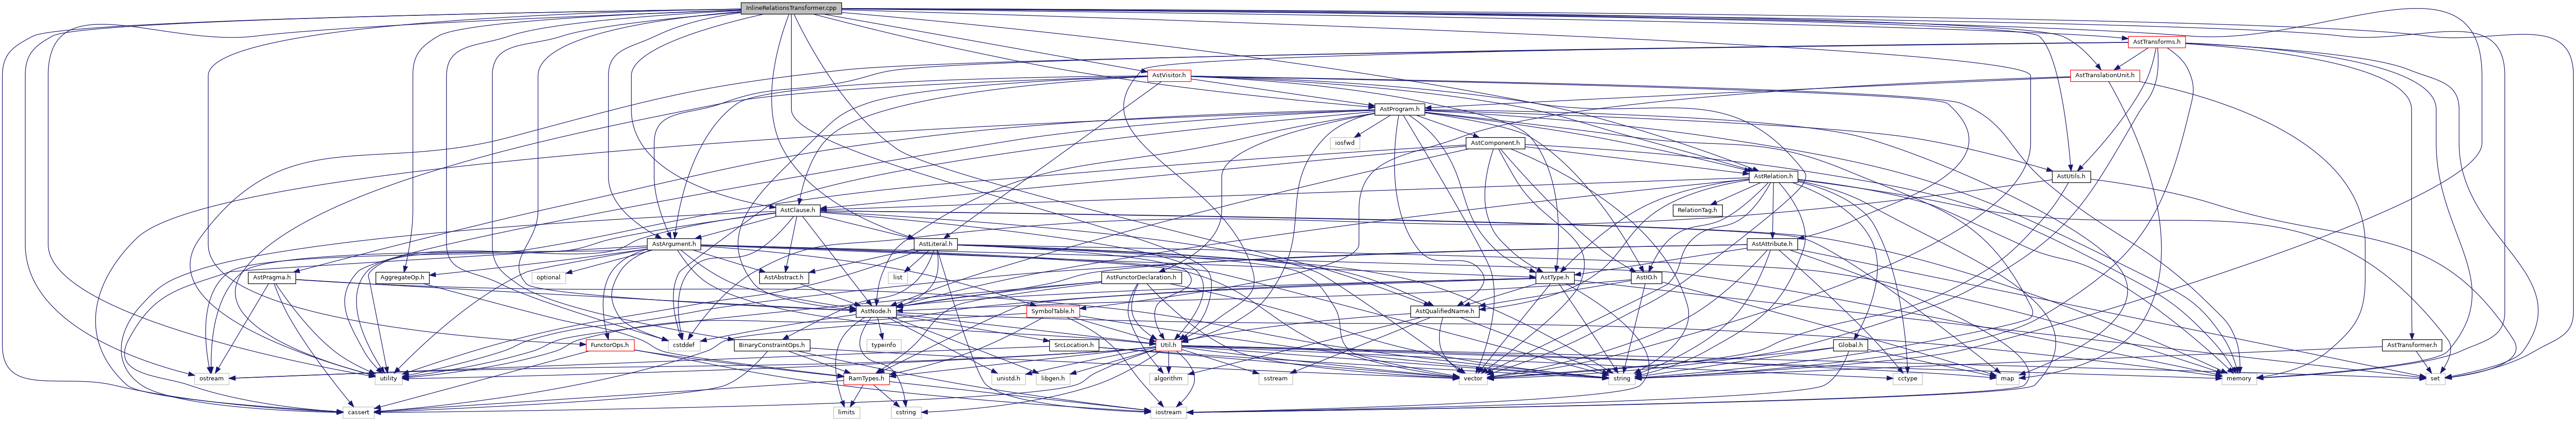 InlineRelationsTransformer.cpp
AstTransforms.h
AstVisitor.h
AstTranslationUnit.h
AstProgram.h
iosfwd
AstComponent.h
AstRelation.h
AstUtils.h
AstClause.h
RelationTag.h
AstArgument.h
AstLiteral.h
AstAttribute.h
AstPragma.h
AggregateOp.h
optional
AstAbstract.h
list
AstFunctorDeclaration.h
AstType.h
AstIO.h
AstNode.h
SymbolTable.h
AstQualifiedName.h
FunctorOps.h
cstddef
BinaryConstraintOps.h
typeinfo
SrcLocation.h
Util.h
Global.h
AstTransformer.h
ostream
utility
RamTypes.h
unistd.h
libgen.h
algorithm
sstream
vector
string
cctype
map
memory
set
cassert
limits
cstring
iostream